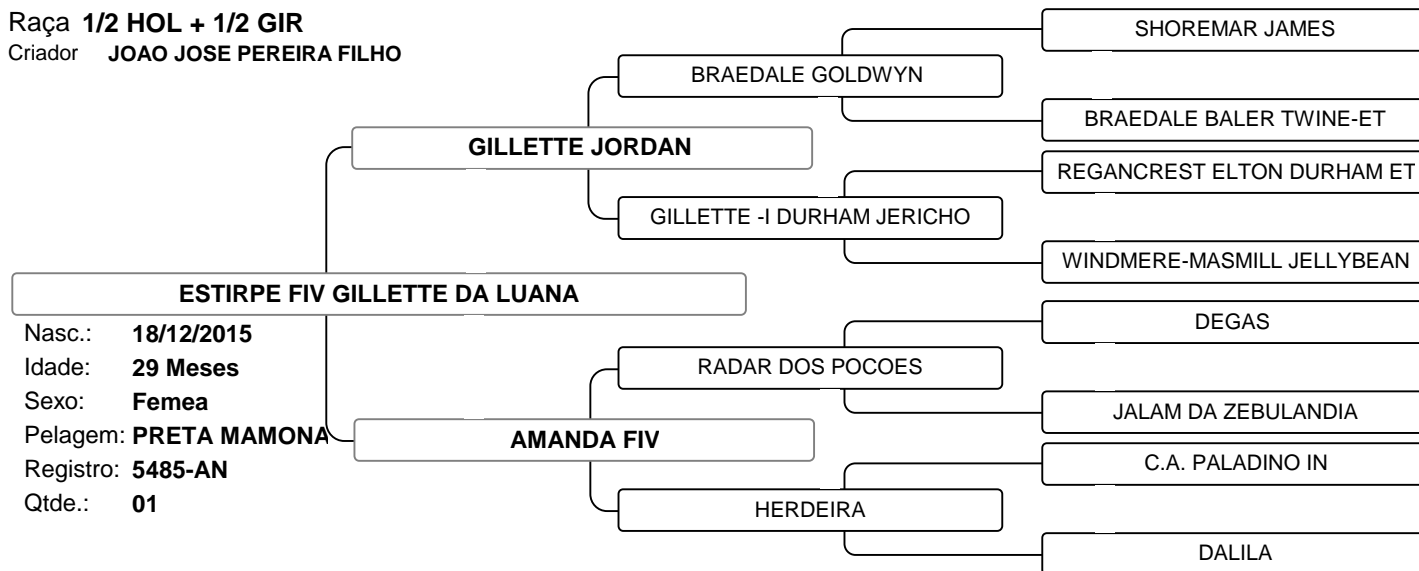 Raça 1/2 HOL + 1/2 GIR
Criador JOAO JOSE PEREIRA FILHO
SHOREMAR JAMES
BRAEDALE GOLDWYN
BRAEDALE BALER TWINE-ET
GILLETTE JORDAN
REGANCREST ELTON DURHAM ET
GILLETTE -I DURHAM JERICHO
WINDMERE-MASMILL JELLYBEAN
ESTIRPE FIV GILLETTE DA LUANA
Nasc.: 18/12/2015
Idade: 29 Meses
Sexo: Femea
Pelagem: PRETA MAMONA
Registro: 5485-AN
Qtde.: 01
DEGAS
RADAR DOS POCOES
JALAM DA ZEBULANDIA
AMANDA FIV
C.A. PALADINO IN
HERDEIRA
DALILA